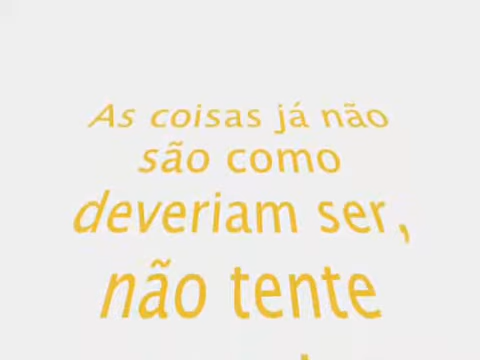 As coisas já não
são como
deveriam ser,
não tente